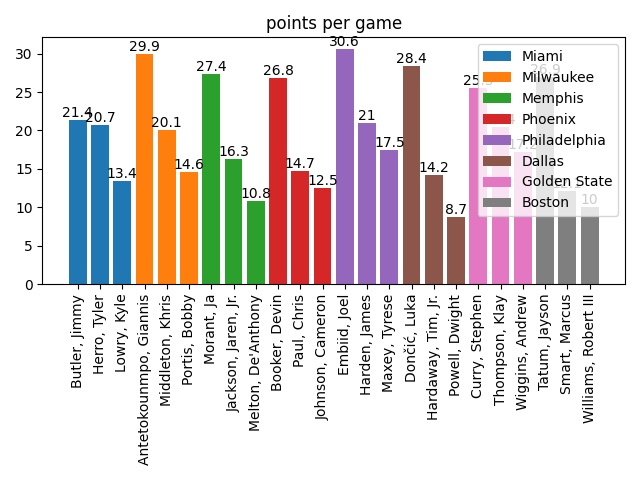 points per game
30
25
20
15
10
5
0
21.4
20.7
13.4
29.9
20.1
14.6
27.4
16.3
10.8
26.8
14.7
12.5
30.6
21
17.5
28.4
14.2
8.7
26.9
17.2
10
Miami
Milwaukee
Memphis
Phoenix
Philadelphia
Dallas
Golden State
Boston
Butler, Jimmy
Herro, Tyler
Lowry, Kyle
Antetokounmpo, Giannis
Middleton, Khris
Portis, Bobby
Morant, Ja
Jackson, Jaren, Jr.
Melton, De'Anthony
Booker, Devin
Paul, Chris
Johnson, Cameron
Embiid, Joel
Harden, James
Maxey, Tyrese
Dončić, Luka
Hardaway, Tim, Jr.
Powell, Dwight
Curry, Stephen
Thompson, Klay
Wiggins, Andrew
Tatum, Jayson
Smart, Marcus
Williams, Robert III